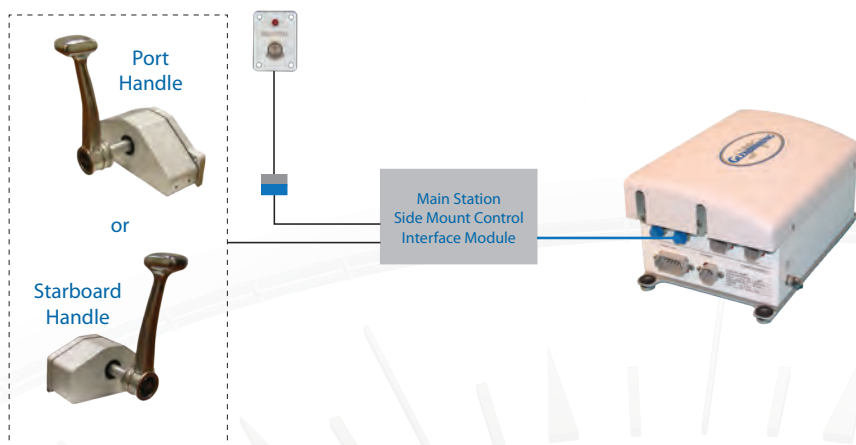 Port
Handle
or
Starboard
Handle
Main Station
Side Mount Control
Interface Module